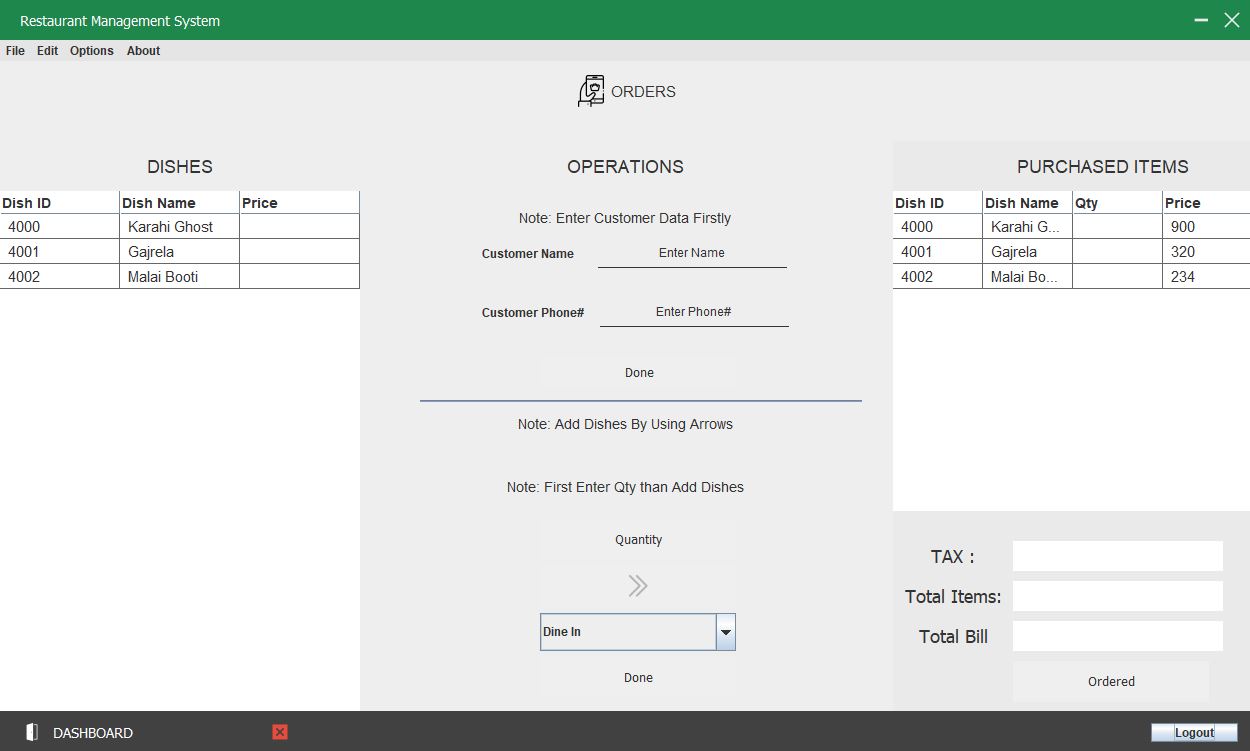 Restaurant Management System
File Edit Options About
ORDERS
DISHES
Dish ID Dish Name Price
4000 Karahi Ghost
4001 Gajrela
4002 Malai Booti
OPERATIONS
Note: Enter Customer Data Firstly
Customer Name Enter Name
Customer Phone# Enter Phone#
Done
Note: Add Dishes By Using Arrows
Note: First Enter Qty than Add Dishes
Quantity
Dine In
Done
PURCHASED ITEMS
Dish ID Dish Name Qty Price
4000 Karahi G... 900
4001 Gajrela 320
4002 Malai Bo... 234
TAX :
Total Items:
Total Bill
Ordered
DASHBOARD
Logout